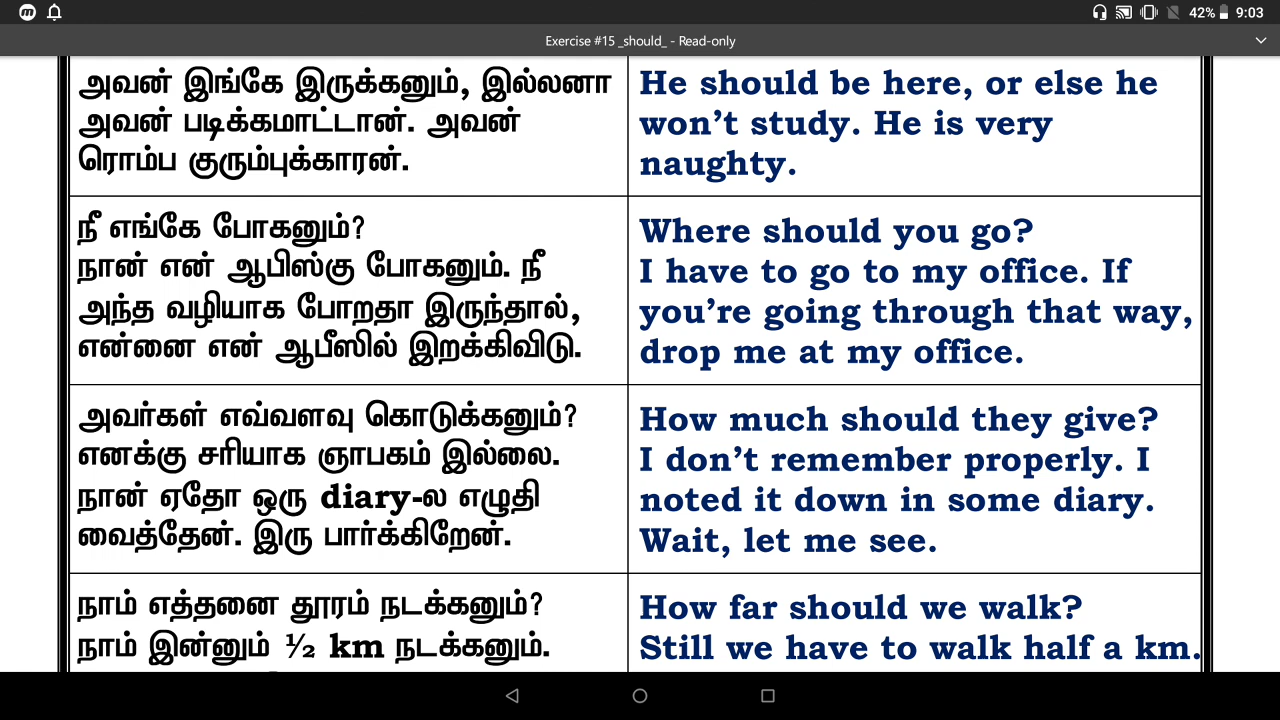 42% 9:03
Exercise #15 _should_ - Read-only
அவன் இங்கே இருக்கனும், இல்லனா
அவன் படிக்கமாட்டான். அவன்
ரொம்ப குரும்புக்காரன்.
He should be here, or else he
won't study. He is very
naughty.
நீ எங்கே போகனும்?
நான் என் ஆபிஸ்கு போகனும். நீ
அந்த வழியாக போறதா இருந்தால்,
என்னை என் ஆபீஸில் இறக்கிவிடு.
Where should you go?
I have to go to my office. If
you're going through that way,
drop me at my office.
அவர்கள் எவ்வளவு கொடுக்கனும்?
எனக்கு சரியாக ஞாபகம் இல்லை.
நான் ஏதோ ஒரு diary-ல எழுதி
வைத்தேன். இரு பார்க்கிறேன்.
How much should they give?
I don't remember properly. I
noted it down in some diary.
Wait, let me see.
நாம் எத்தனை தூரம் நடக்கனும்?
நாம் இன்னும் ½ km நடக்கனும்.
How far should we walk?
Still we have to walk half a km.